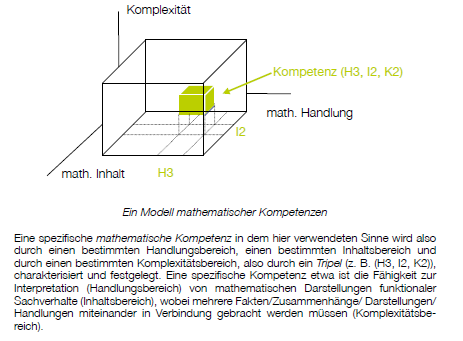 Komplexität
Kompetenz (H3, I2, K2)
math. Handlung
I2
math. Inhalt
H3
Ein Modell mathematischer Kompetenzen
Eine spezifische mathematische Kompetenz in dem hier verwendeten Sinne wird also
durch einen bestimmten Handlungsbereich, einen bestimmten Inhaltsbereich und
durch einen bestimmten Komplexitätsbereich, also durch ein Tripel (z. B. (H3, I2, K2)),
charakterisiert und festgelegt. Eine spezifische Kompetenz etwa ist die Fähigkeit zur
Interpretation (Handlungsbereich) von mathematischen Darstellungen funktionaler
Sachverhalte (Inhaltsbereich), wobei mehrere Fakten/Zusammenhänge/ Darstellungen/
Handlungen miteinander in Verbindung gebracht werden müssen (Komplexitätsbe-
reich).